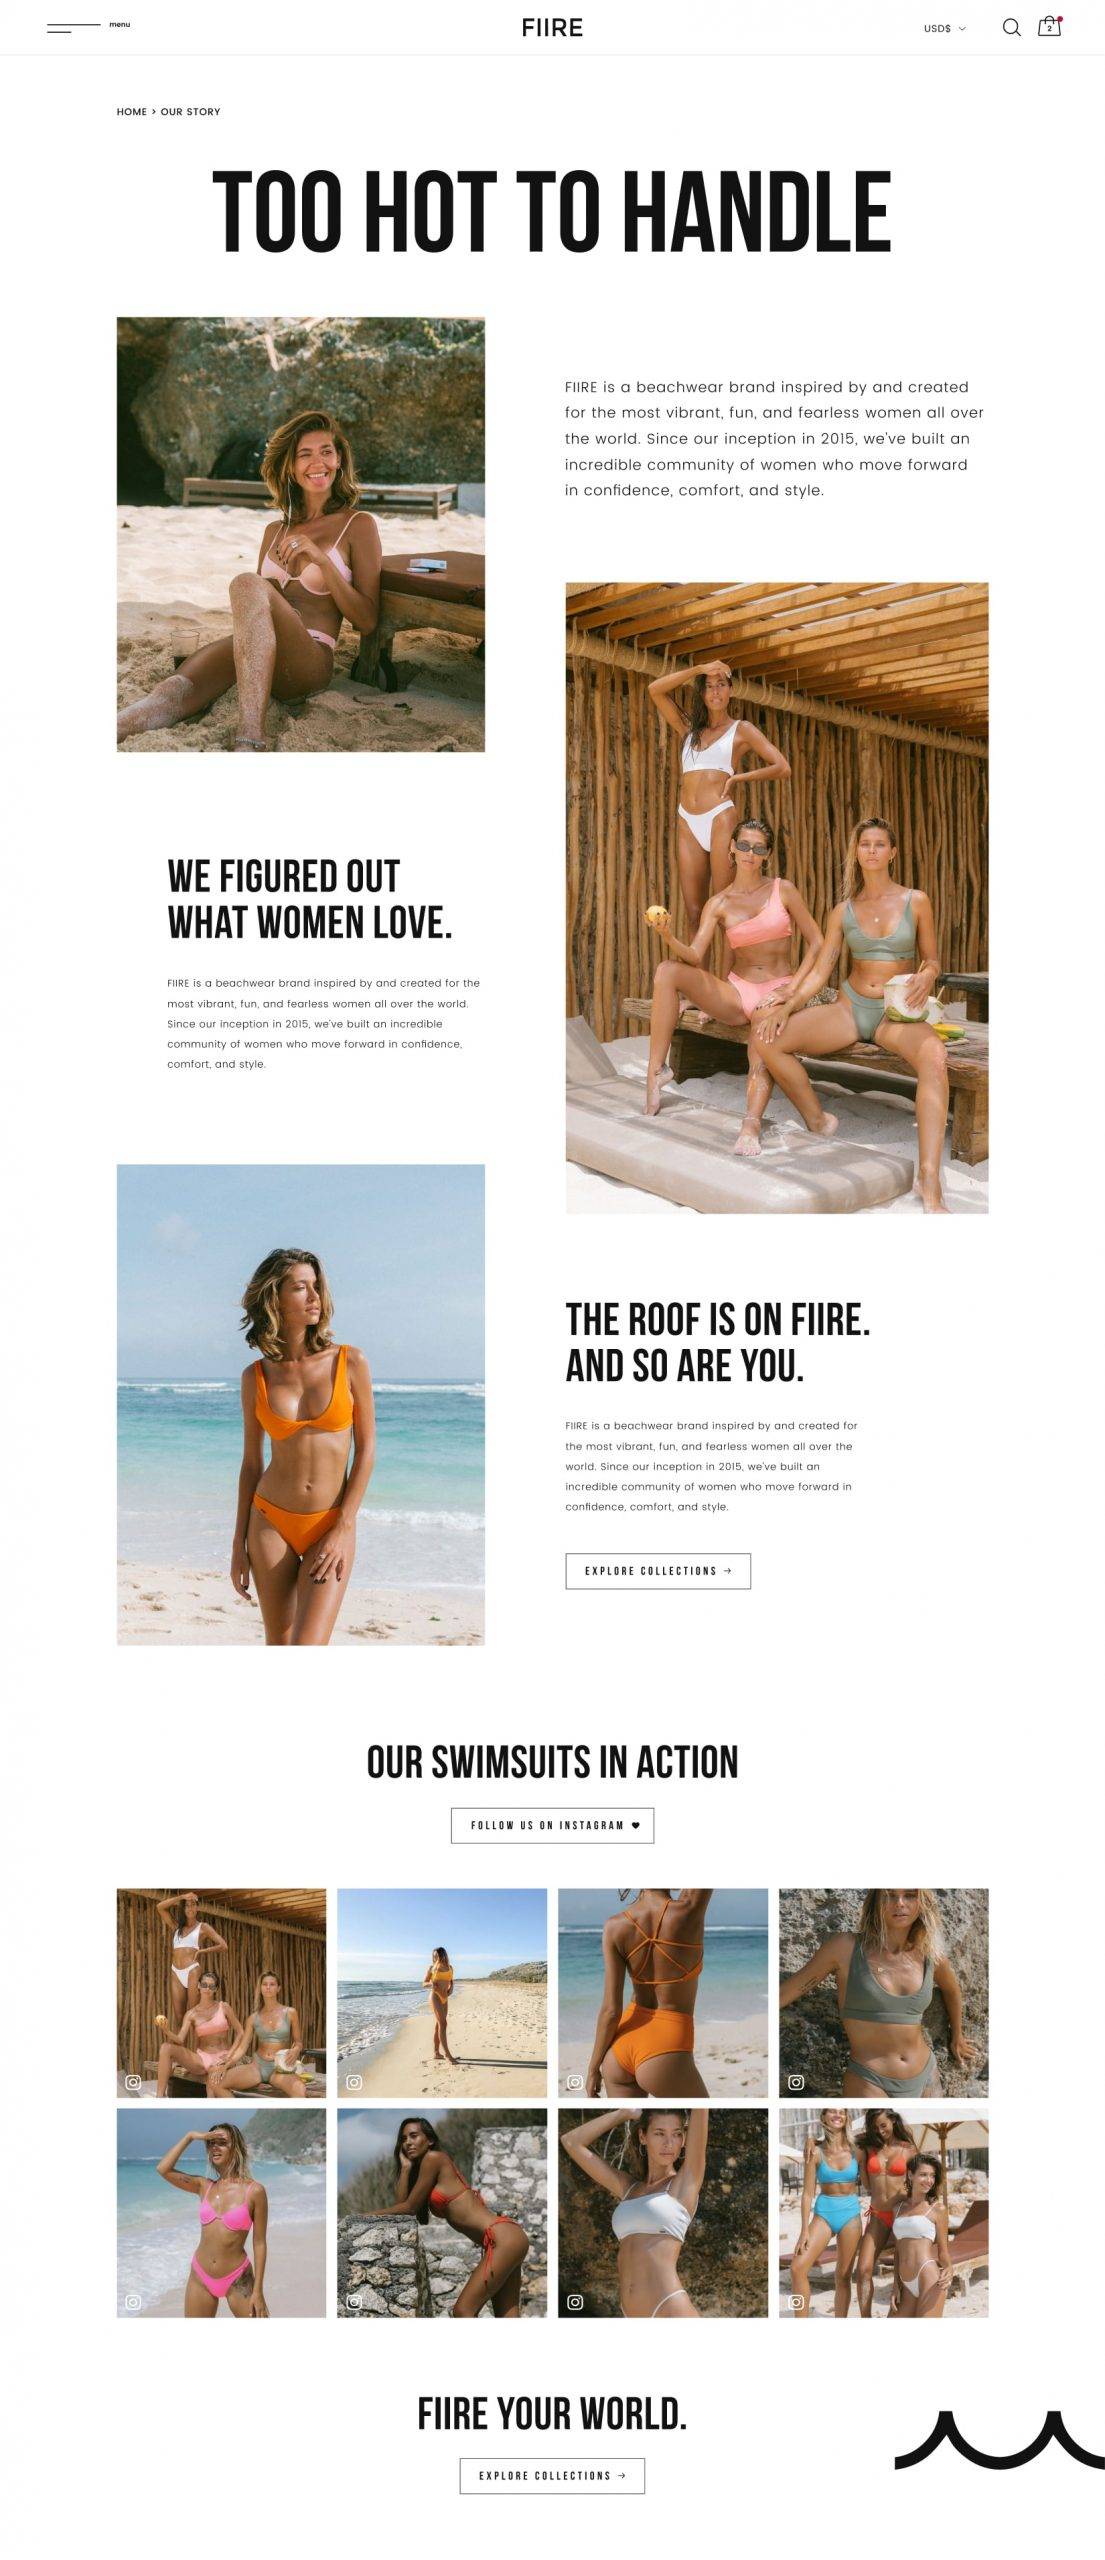 menu
FIIRE
USD$
2
HOME > OUR STORY
TOO HOT TO HANDLE
FIIRE is a beachwear brand inspired by and created
for the most vibrant, fun, and fearless women all over
the world. Since our inception in 2015, we've built an
incredible community of women who move forward
in confidence, comfort, and style.
WE FIGURED OUT
WHAT WOMEN LOVE.
FIIRE is a beachwear brand inspired by and created for the
most vibrant, fun, and fearless women all over the world.
Since our inception in 2015, we've built an incredible
community of women who move forward in confidence,
comfort, and style.
THE ROOF IS ON FIIRE.
AND SO ARE YOU.
FIIRE is a beachwear brand inspired by and created for
the most vibrant, fun, and fearless women all over the
world. Since our inception in 2015, we've built an
incredible community of women who move forward in
confidence, comfort, and style.
EXPLORE COLLECTIONS →
OUR SWIMSUITS IN ACTION
FOLLOW US ON INSTAGRAM ♥
FIIRE YOUR WORLD.
EXPLORE COLLECTIONS →